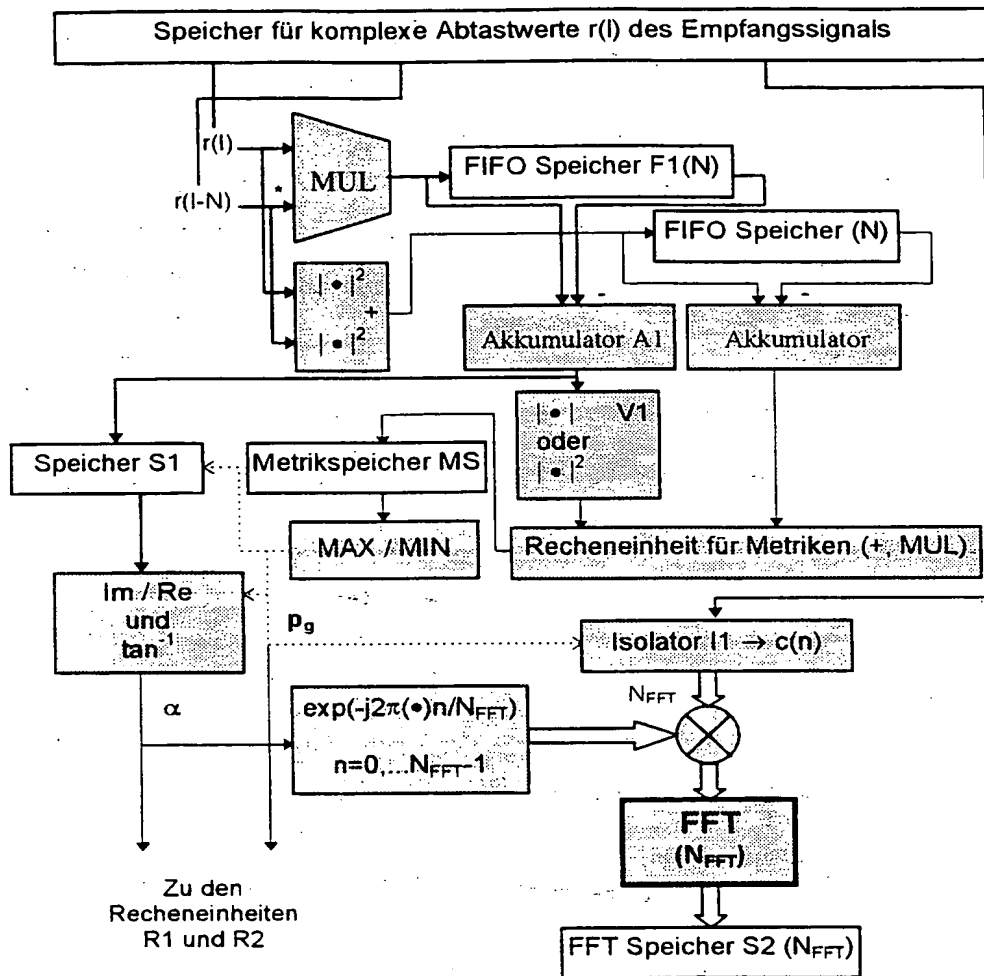 Speicher für komplexe Abtastwerte r(l) des Empfangssignals
r(l)
r(l-N)
*
MUL
FIFO Speicher F1(N)
FIFO Speicher (N)
| • |²
+
| • |²
Akkumulator A1
Akkumulator
| • | V1
oder
| • |²
Speicher S1
Metrikspeicher MS
MAX / MIN
Recheneinheit für Metriken (+, MUL)
Im / Re
und
tan⁻¹
p_g
Isolator I1 → c(n)
α
N_FFT
exp(-j2π(•)n/N_FFT)
n=0,...N_FFT-1
FFT
(N_FFT)
Zu den
Recheneinheiten
R1 und R2
FFT Speicher S2 (N_FFT)